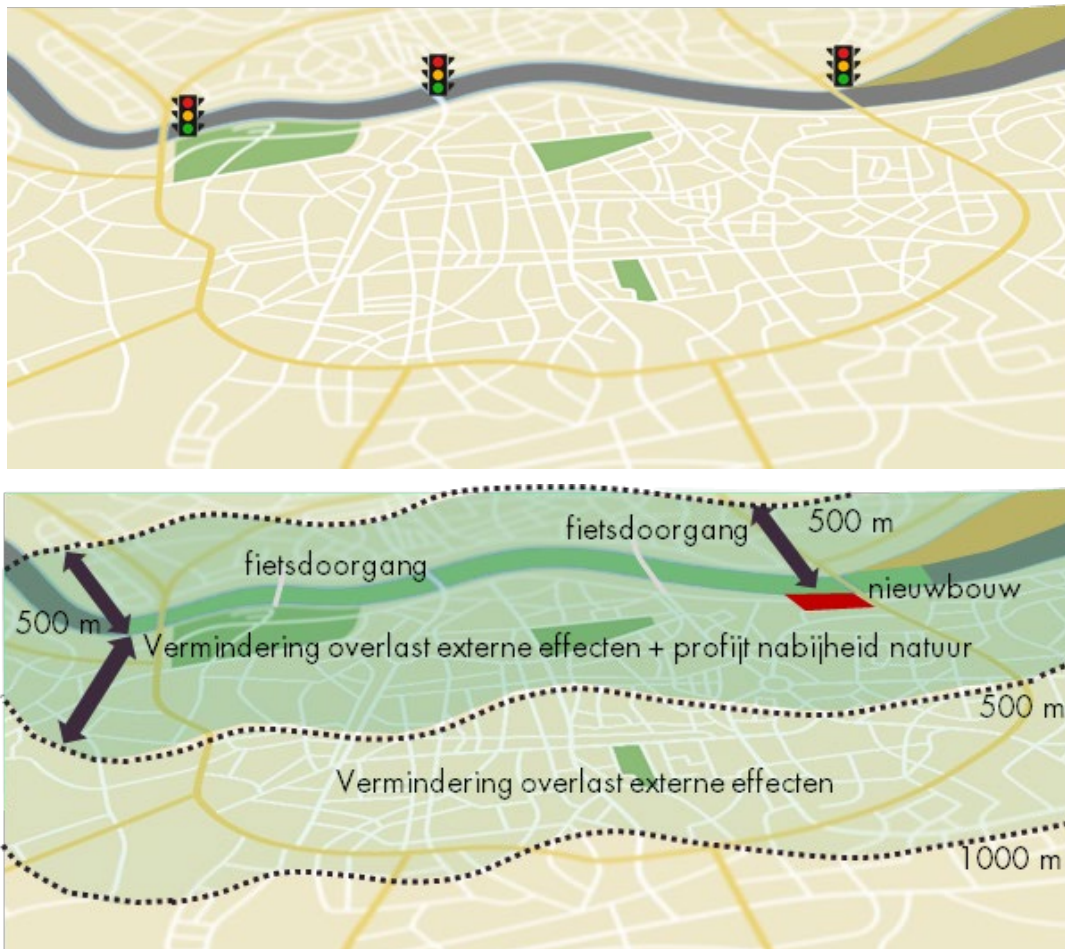 500 m
fietsdoorgang
fietsdoorgang
nieuwbouw
500 m
Vermindering overlast externe effecten + profijt nabijheid natuur
500 m
Vermindering overlast externe effecten
1000 m